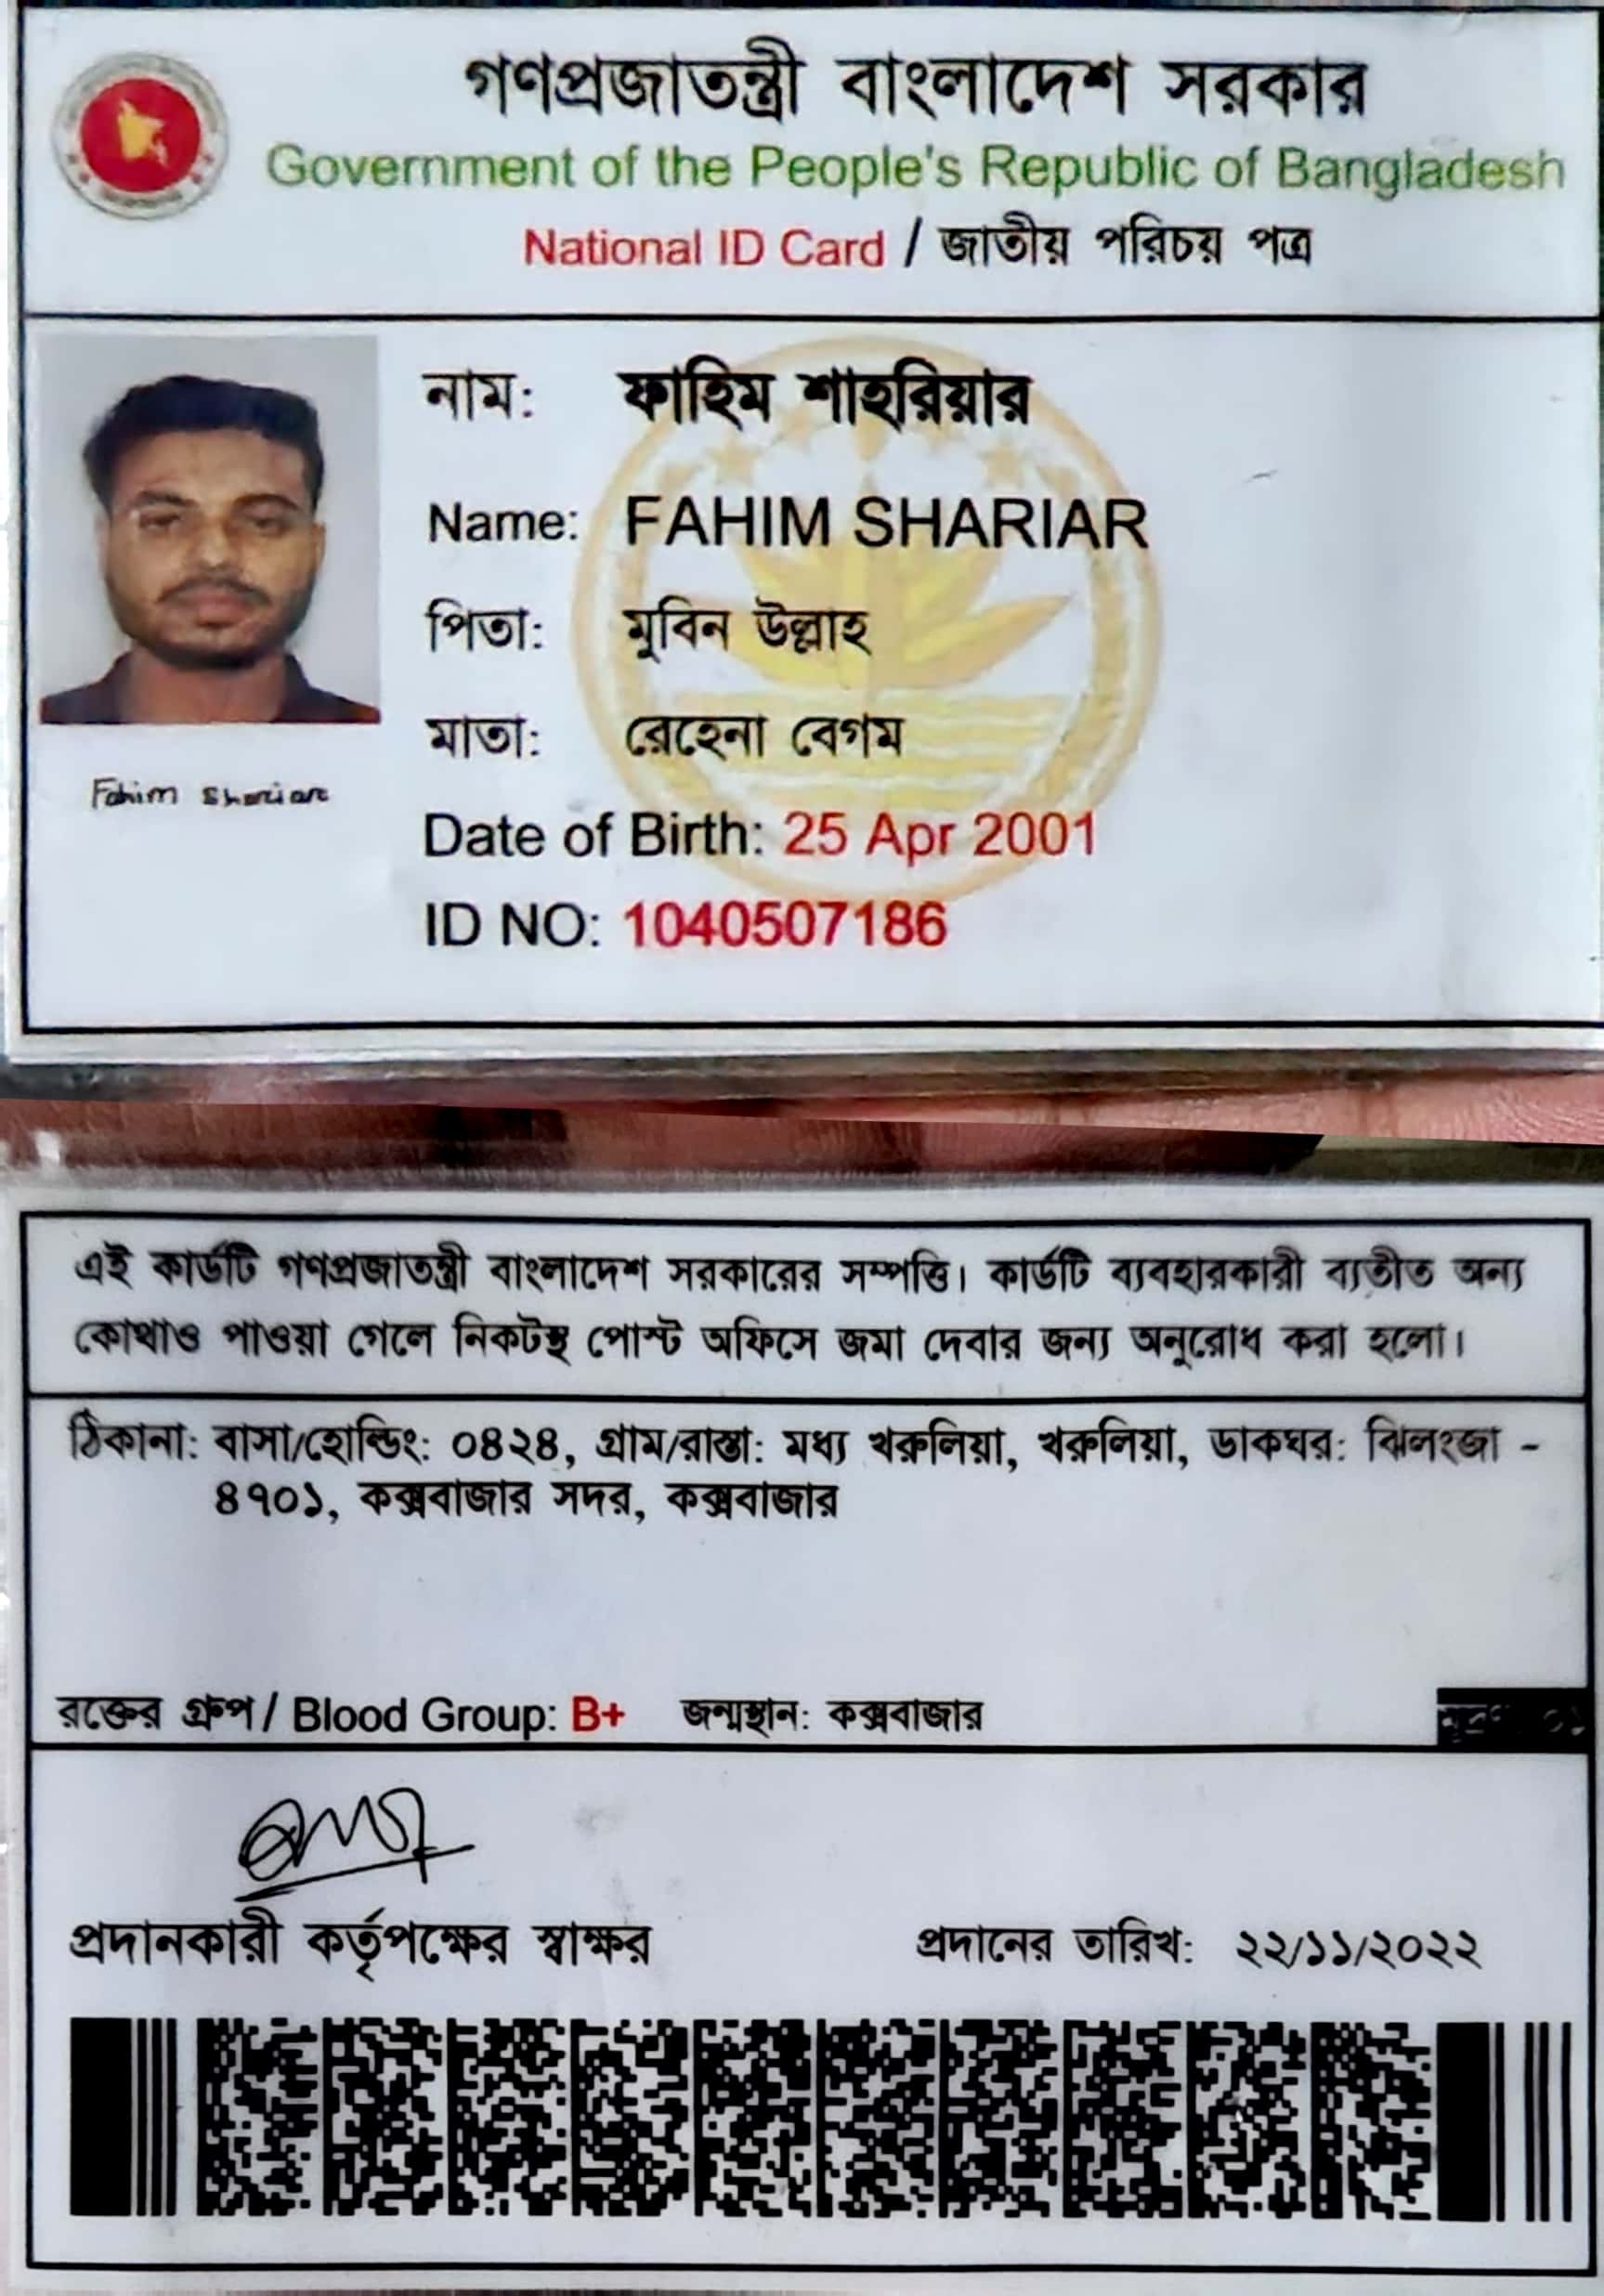 গণপ্রজাতন্ত্রী বাংলাদেশ সরকার
Government of the People's Republic of Bangladesh
National ID Card / জাতীয় পরিচয় পত্র
নাম: ফাহিম শাহরিয়ার
Name: FAHIM SHARIAR
পিতা: মুবিন উল্লাহ
মাতা: রেহেনা বেগম
Fahim Shariar
Date of Birth: 25 Apr 2001
ID NO: 1040507186
এই কার্ডটি গণপ্রজাতন্ত্রী বাংলাদেশ সরকারের সম্পত্তি। কার্ডটি ব্যবহারকারী ব্যতীত অন্য
কোথাও পাওয়া গেলে নিকটস্থ পোস্ট অফিসে জমা দেবার জন্য অনুরোধ করা হলো।
ঠিকানা: বাসা/হোল্ডিং: ০৪২৪, গ্রাম/রাস্তা: মধ্য খরুলিয়া, খরুলিয়া, ডাকঘর: ঝিলংজা -
৪৭০১, কক্সবাজার সদর, কক্সবাজার
রক্তের গ্রুপ / Blood Group: B+ জন্মস্থান: কক্সবাজার
প্রদানকারী কর্তৃপক্ষের স্বাক্ষর প্রদানের তারিখ: ২২/১১/২০২২